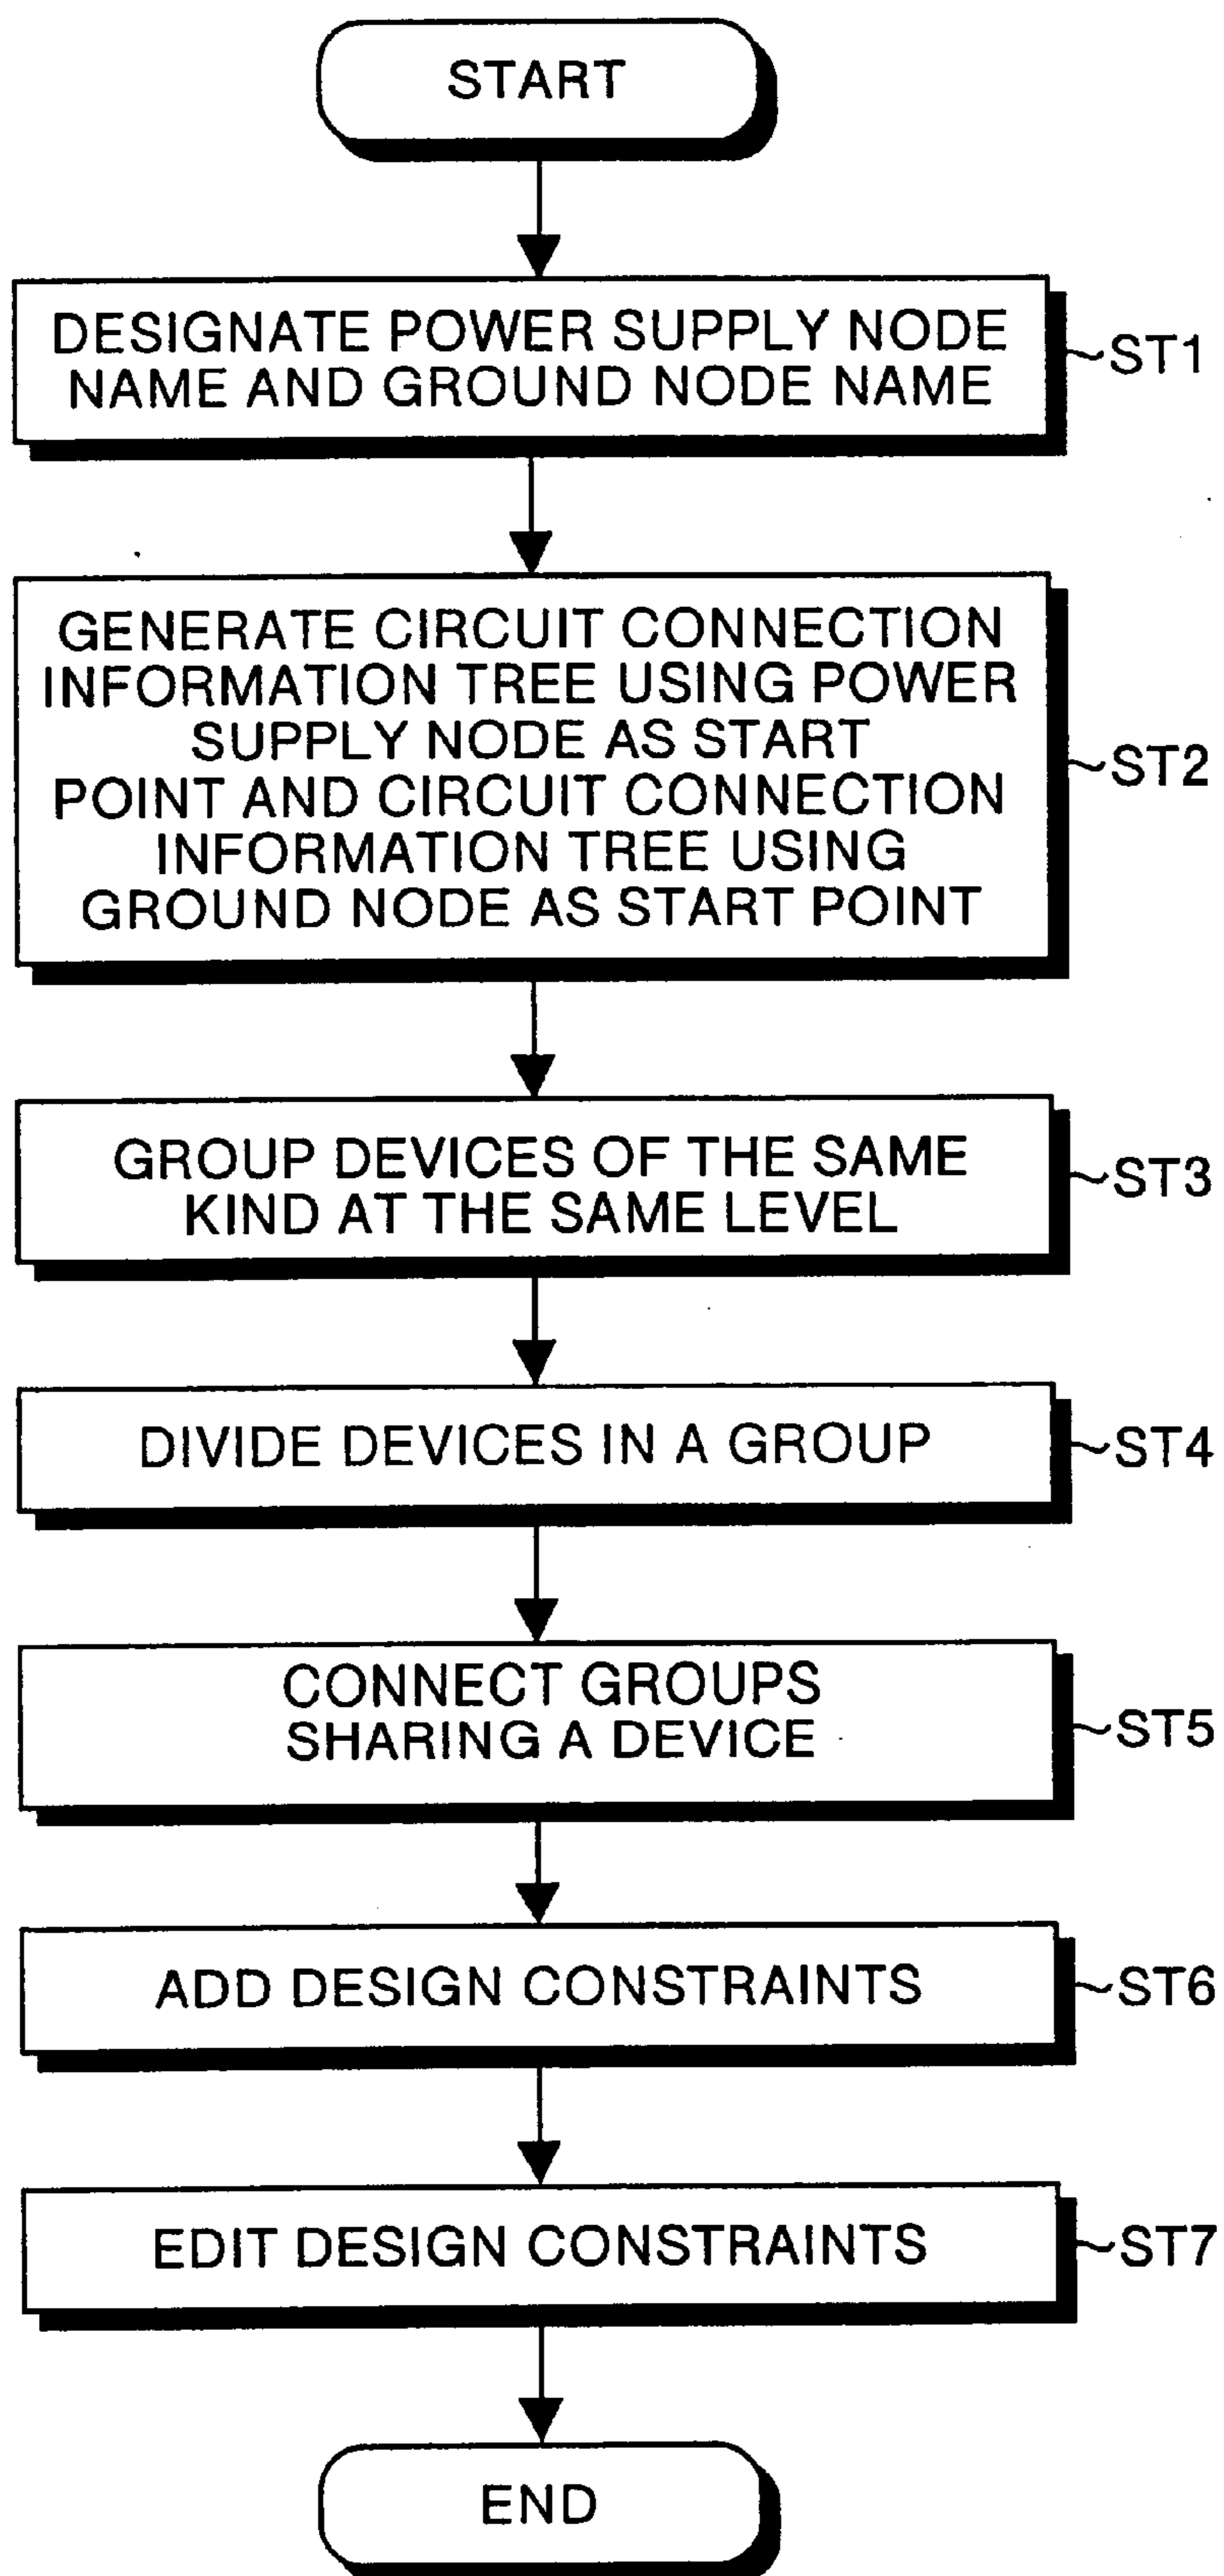 START
DESIGNATE POWER SUPPLY NODE
NAME AND GROUND NODE NAME
ST1
GENERATE CIRCUIT CONNECTION
INFORMATION TREE USING POWER
SUPPLY NODE AS START
POINT AND CIRCUIT CONNECTION
INFORMATION TREE USING
GROUND NODE AS START POINT
ST2
GROUP DEVICES OF THE SAME
KIND AT THE SAME LEVEL
ST3
DIVIDE DEVICES IN A GROUP
ST4
CONNECT GROUPS
SHARING A DEVICE
ST5
ADD DESIGN CONSTRAINTS
ST6
EDIT DESIGN CONSTRAINTS
ST7
END